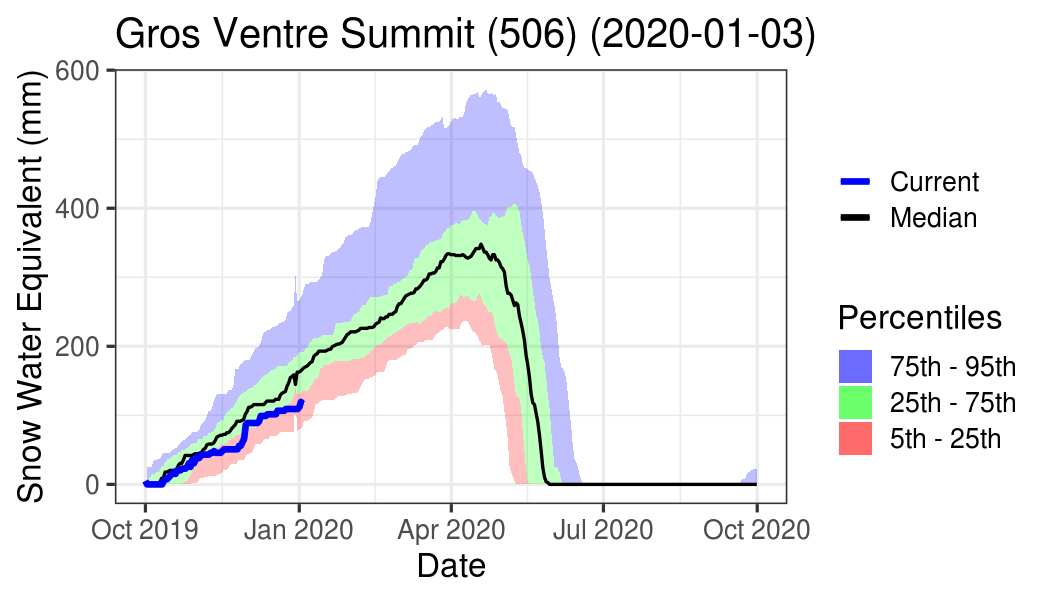 Gros Ventre Summit (506) (2020-01-03)
Snow Water Equivalent (mm)
600
400
200
0
Oct 2019 Jan 2020 Apr 2020 Jul 2020 Oct 2020
Date
Current
Median
Percentiles
75th - 95th
25th - 75th
5th - 25th